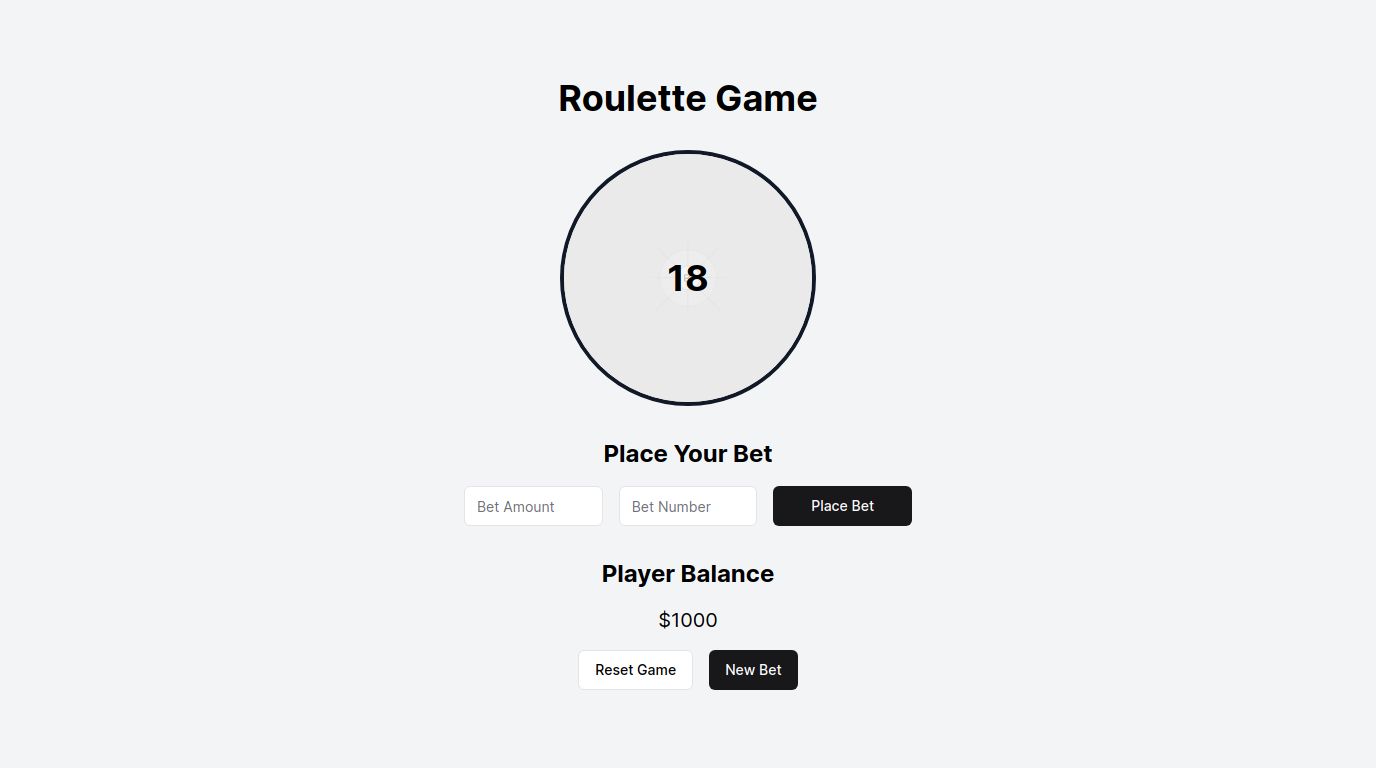 Roulette Game
18
Place Your Bet
Bet Amount
Bet Number
Place Bet
Player Balance
$1000
Reset Game
New Bet